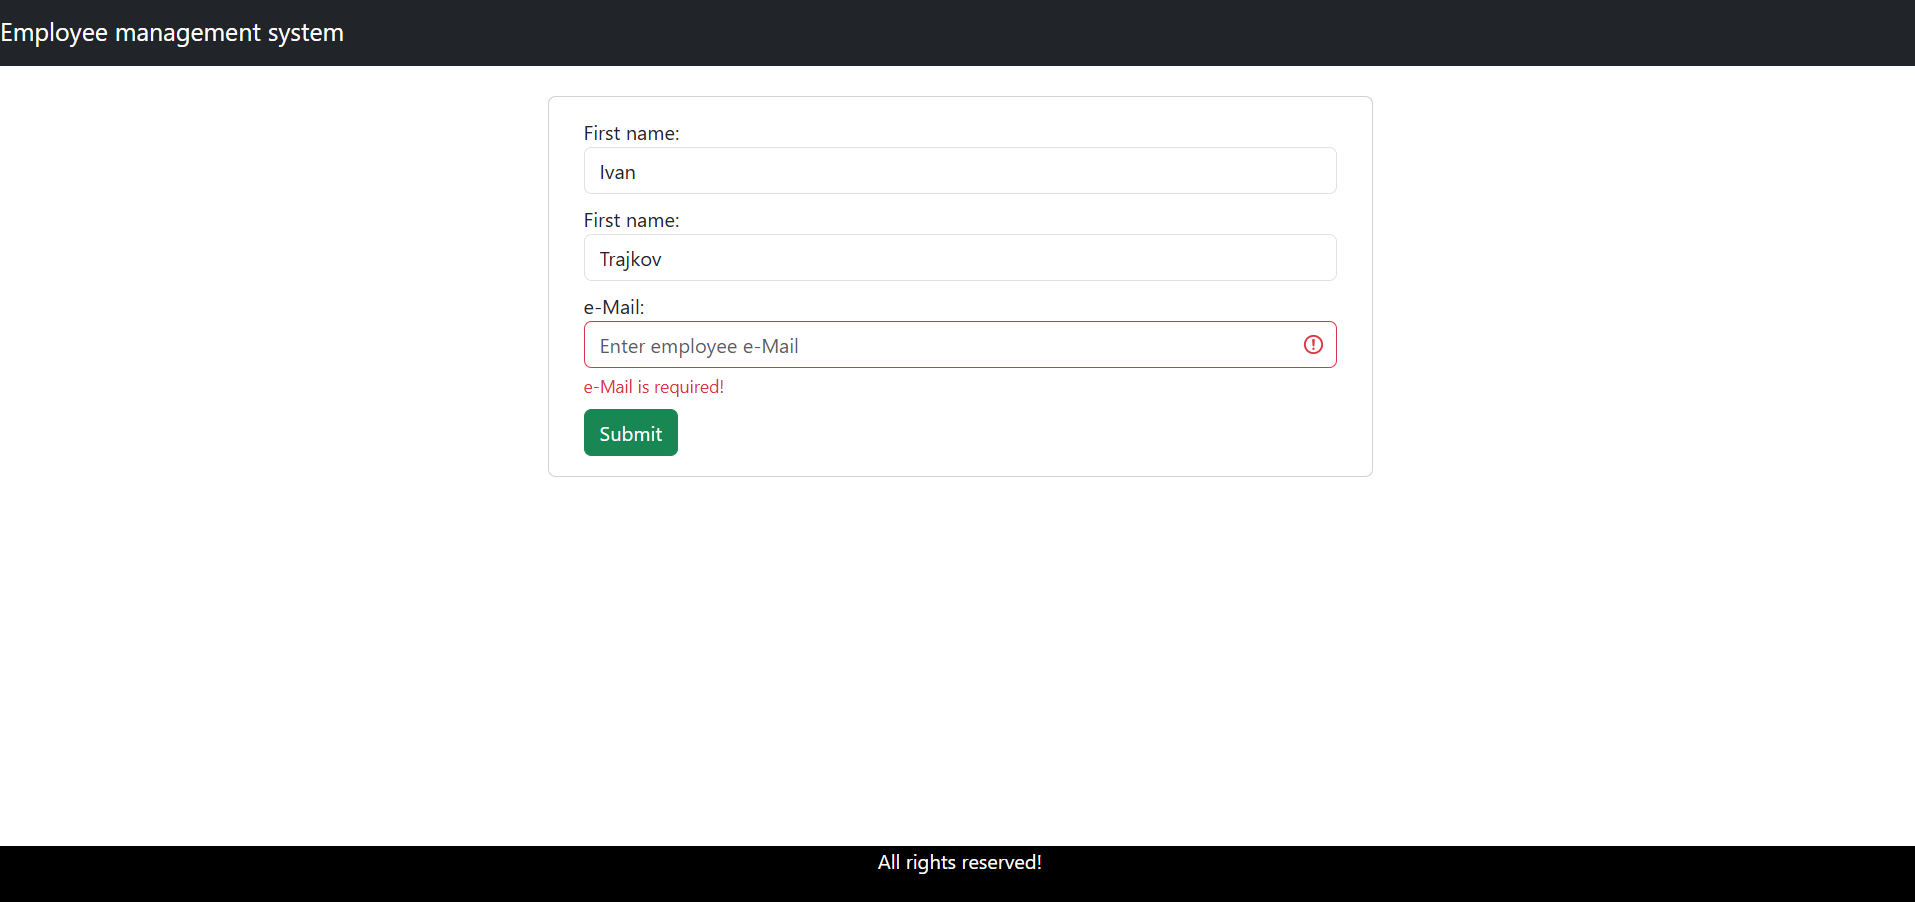 Employee management system
First name:
Ivan
First name:
Trajkov
e-Mail:
Enter employee e-Mail
e-Mail is required!
Submit
All rights reserved!